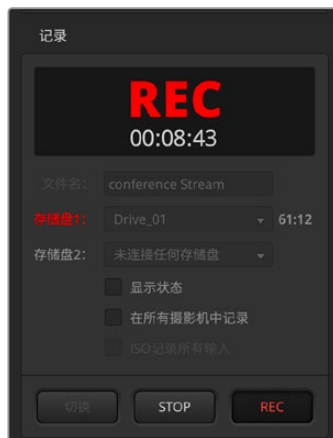 记录
REC
00:08:43
文件名: conference Stream
存储盘1: Drive_01 61:12
存储盘2: 未连接任何存储盘
显示状态
在所有摄影机中记录
ISO记录所有输入
切换 STOP REC